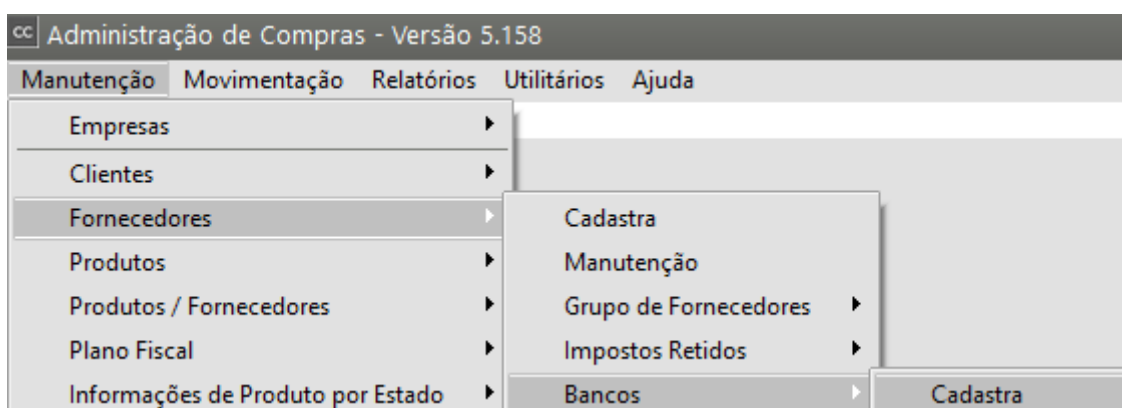 cc Administração de Compras - Versão 5.158
Manutenção Movimentação Relatórios Utilitários Ajuda
Empresas
Clientes
Fornecedores
Produtos
Produtos / Fornecedores
Plano Fiscal
Informações de Produto por Estado
Cadastra
Manutenção
Grupo de Fornecedores
Impostos Retidos
Bancos
Cadastra